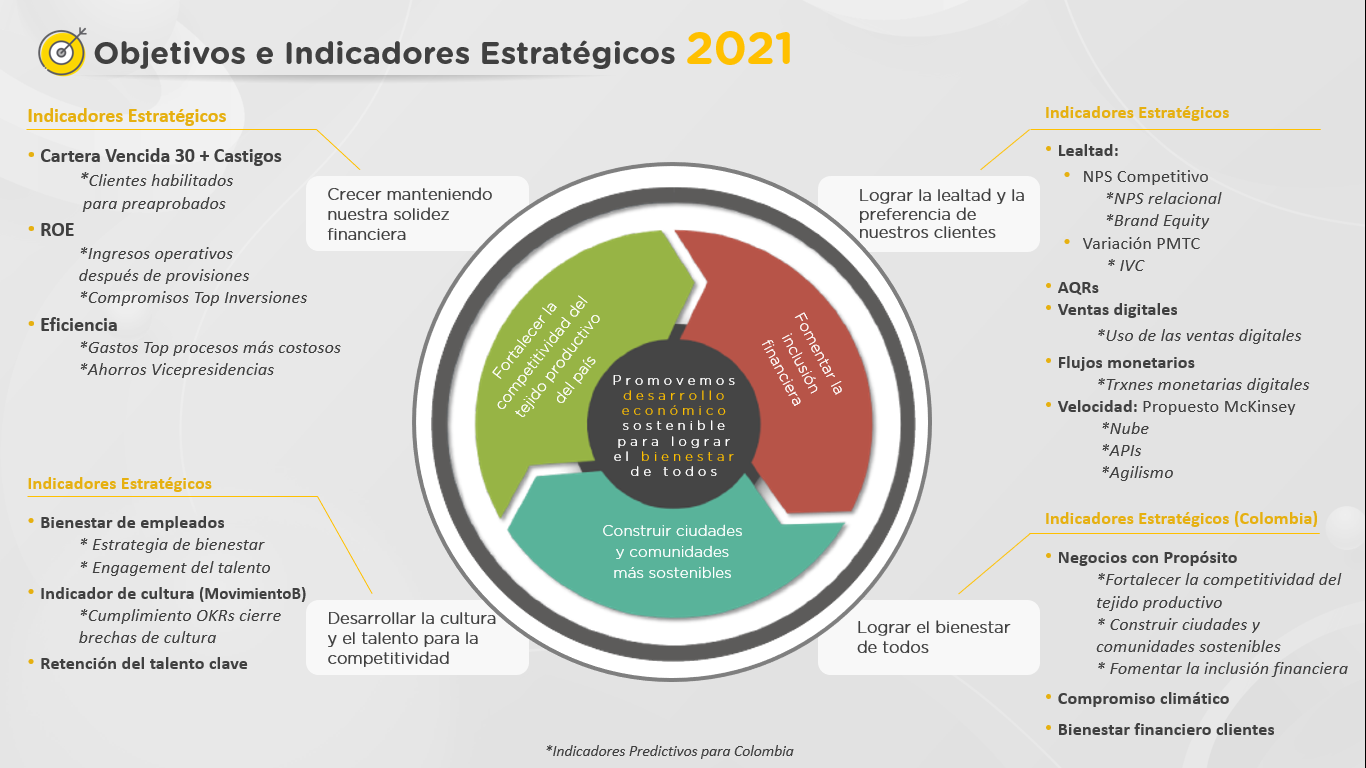 Objetivos e Indicadores Estratégicos 2021
Indicadores Estratégicos
• Cartera Vencida 30 + Castigos
*Clientes habilitados
para preaprobados
• ROE
*Ingresos operativos
después de provisiones
*Compromisos Top Inversiones
• Eficiencia
*Gastos Top procesos más costosos
*Ahorros Vicepresidencias
Crecer manteniendo
nuestra solidez
financiera
Indicadores Estratégicos
• Bienestar de empleados
* Estrategia de bienestar
* Engagement del talento
• Indicador de cultura (MovimientoB)
*Cumplimiento OKRs cierre
brechas de cultura
• Retención del talento clave
Desarrollar la cultura
y el talento para la
competitividad
Fortalecer la
competitividad del
tejido productivo
del país
Fomentar la
inclusión
financiera
Promovemos
desarrollo
económico
sostenible
para lograr
el bienestar
de todos
Construir ciudades
y comunidades
más sostenibles
Lograr la lealtad y la
preferencia de
nuestros clientes
Indicadores Estratégicos
• Lealtad:
• NPS Competitivo
*NPS relacional
*Brand Equity
• Variación PMTC
* IVC
• AQRs
• Ventas digitales
*Uso de las ventas digitales
• Flujos monetarios
*Trxnes monetarias digitales
• Velocidad: Propuesto McKinsey
*Nube
*APIs
*Agilismo
Lograr el bienestar
de todos
Indicadores Estratégicos (Colombia)
• Negocios con Propósito
*Fortalecer la competitividad del
tejido productivo
* Construir ciudades y
comunidades sostenibles
* Fomentar la inclusión financiera
• Compromiso climático
• Bienestar financiero clientes
*Indicadores Predictivos para Colombia